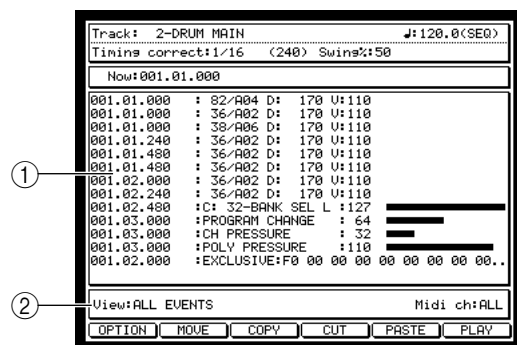 Track: 2-DRUM MAIN ♩:120.0(SEQ)
Timing correct:1/16 (240) Swing%:50
Now:001.01.000
001.01.000 : 82/A04 D: 170 V:110
001.01.000 : 36/A02 D: 170 V:110
001.01.000 : 38/A06 D: 170 V:110
001.01.240 : 36/A02 D: 170 V:110
001.01.480 : 36/A02 D: 170 V:110
① 001.01.480 : 36/A02 D: 170 V:110
001.02.000 : 36/A02 D: 170 V:110
001.02.240 : 36/A02 D: 170 V:110
001.02.480 :C: 32-BANK SEL L :127
001.03.000 :PROGRAM CHANGE : 64
001.03.000 :CH PRESSURE : 32
001.03.000 :POLY PRESSURE :110
001.02.000 :EXCLUSIVE:F0 00 00 00 00 00 00 00..
② View:ALL EVENTS Midi ch:ALL
OPTION MOVE COPY CUT PASTE PLAY